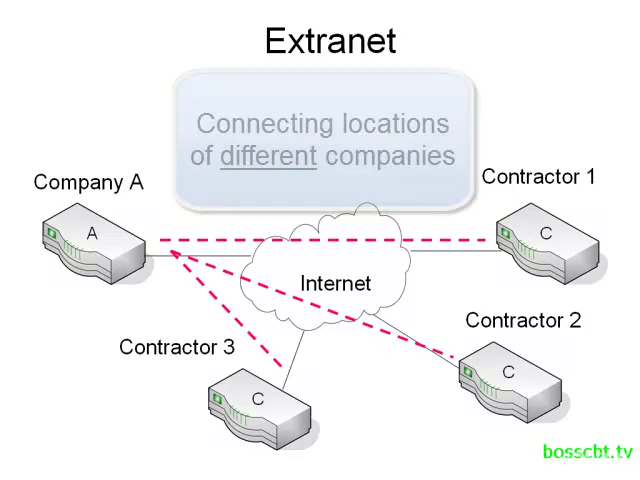 Extranet
Connecting locations
of different companies
Company A
Contractor 1
A
C
Internet
Contractor 2
Contractor 3
C
C
bosscbt.tv